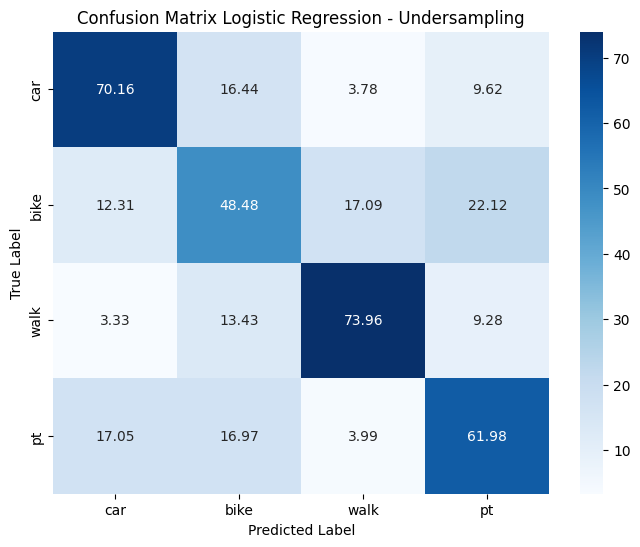 Confusion Matrix Logistic Regression - Undersampling
True Label
car 70.16 16.44 3.78 9.62
bike 12.31 48.48 17.09 22.12
walk 3.33 13.43 73.96 9.28
pt 17.05 16.97 3.99 61.98
car bike walk pt
Predicted Label
70
60
50
40
30
20
10